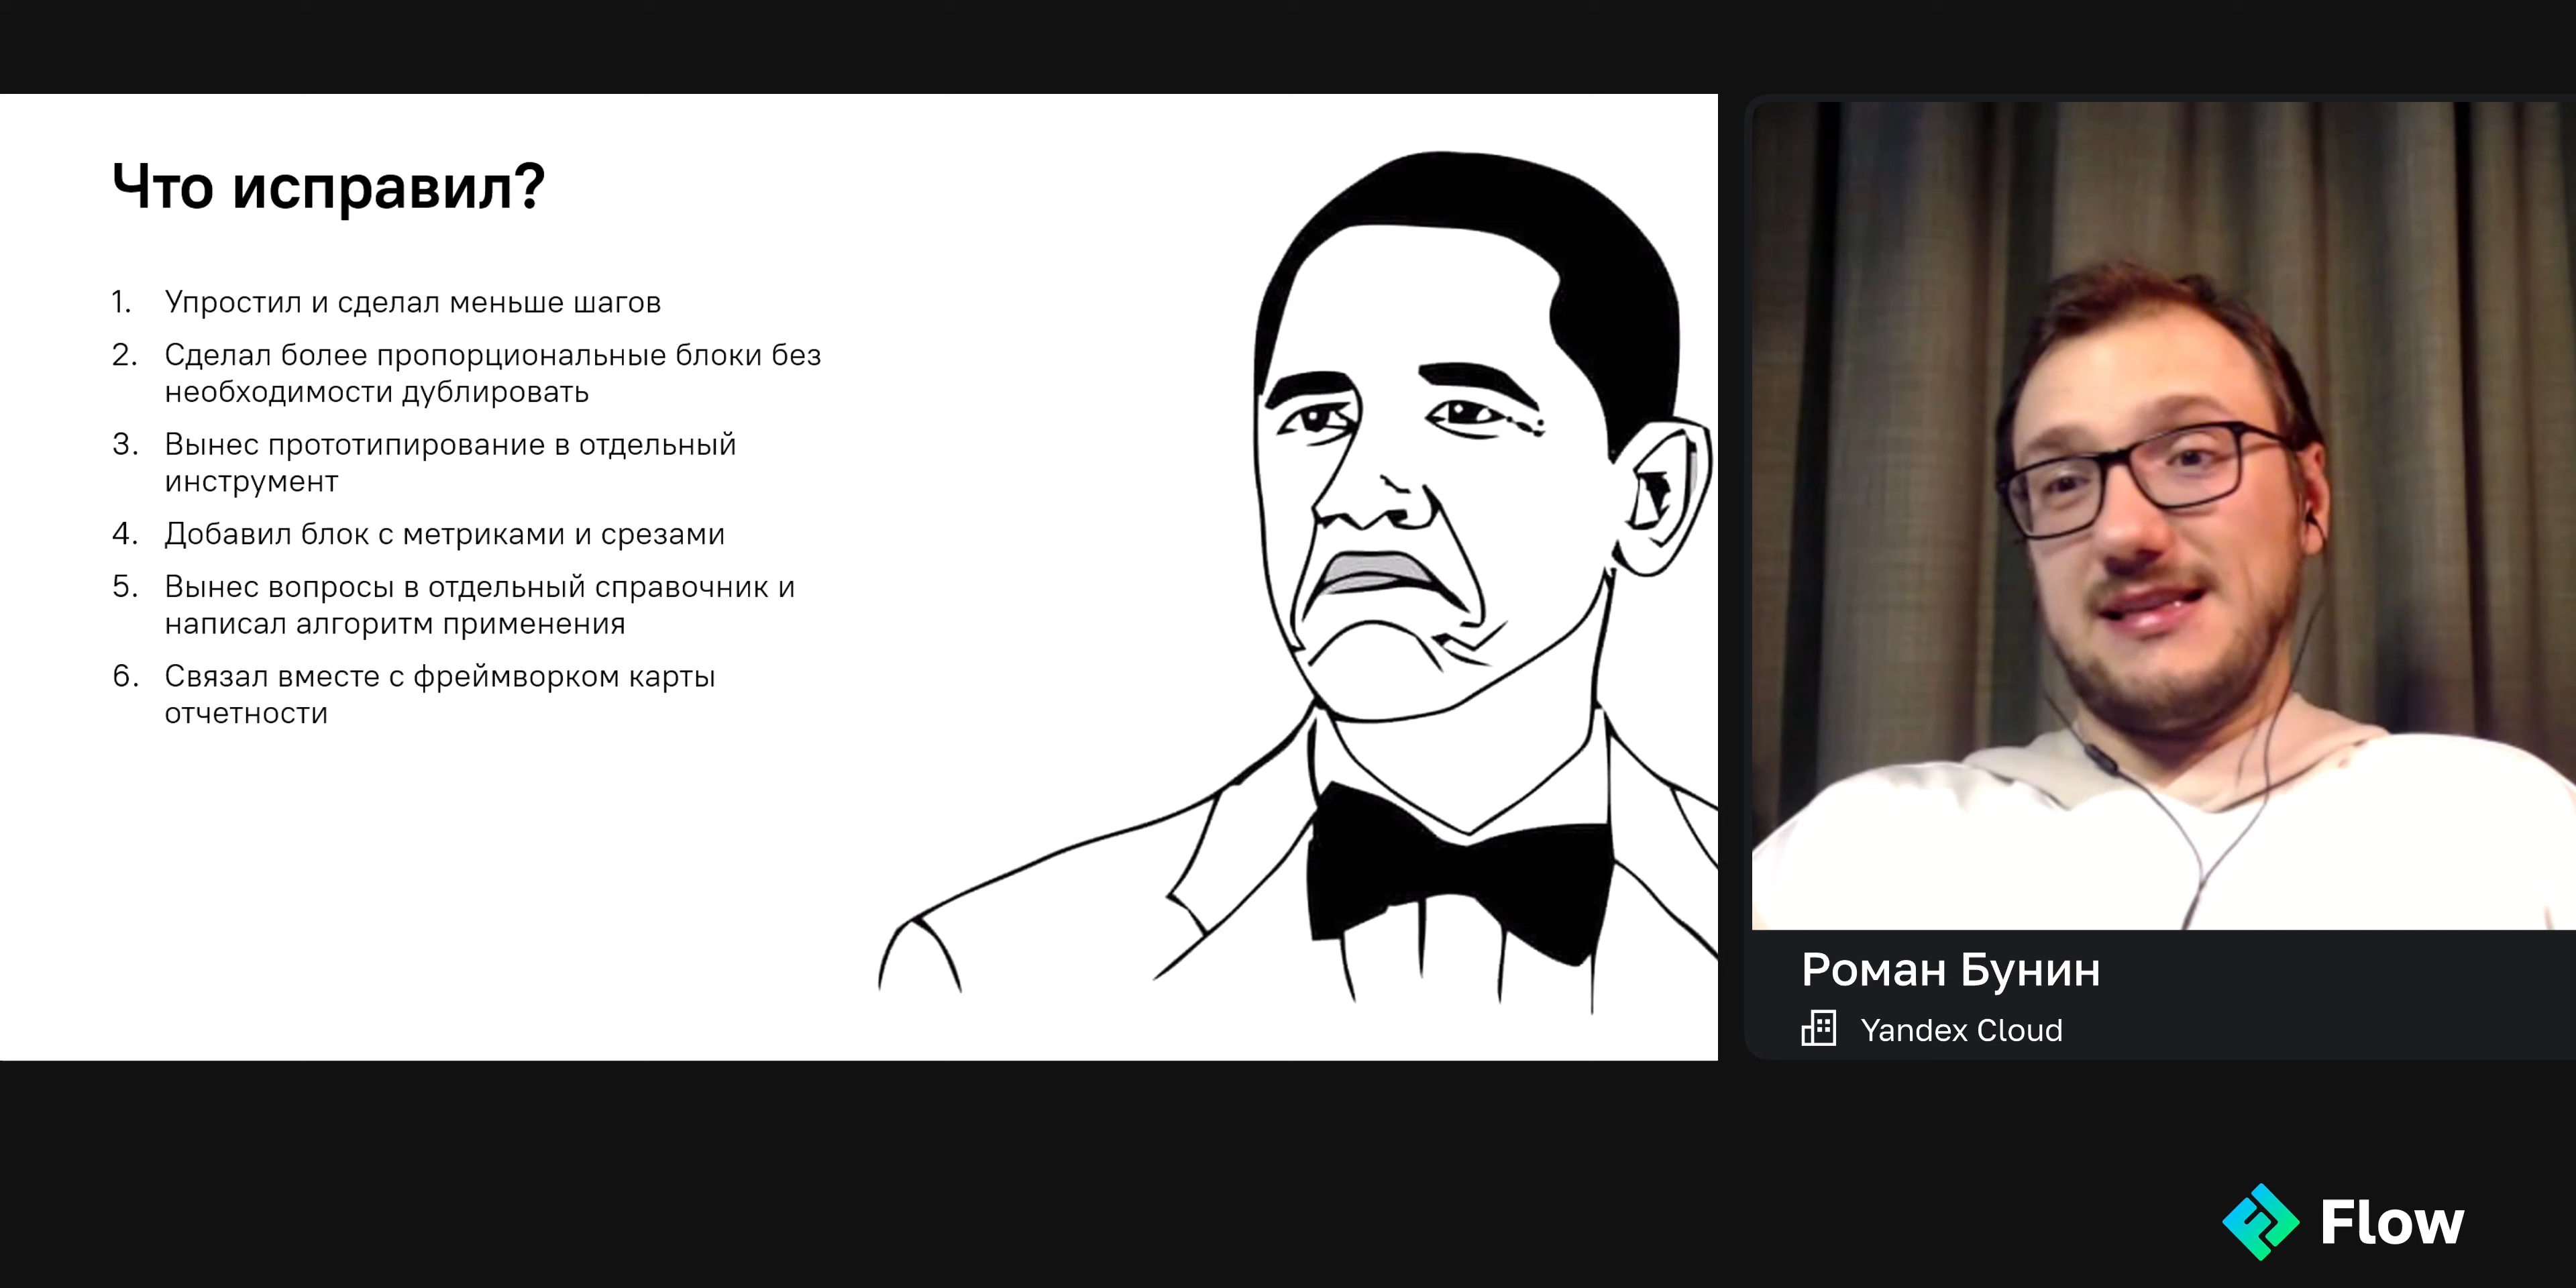 Что исправил?
1. Упростил и сделал меньше шагов
2. Сделал более пропорциональные блоки без
необходимости дублировать
3. Вынес прототипирование в отдельный
инструмент
4. Добавил блок с метриками и срезами
5. Вынес вопросы в отдельный справочник и
написал алгоритм применения
6. Связал вместе с фреймворком карты
отчетности
Роман Бунин
Yandex Cloud
Flow